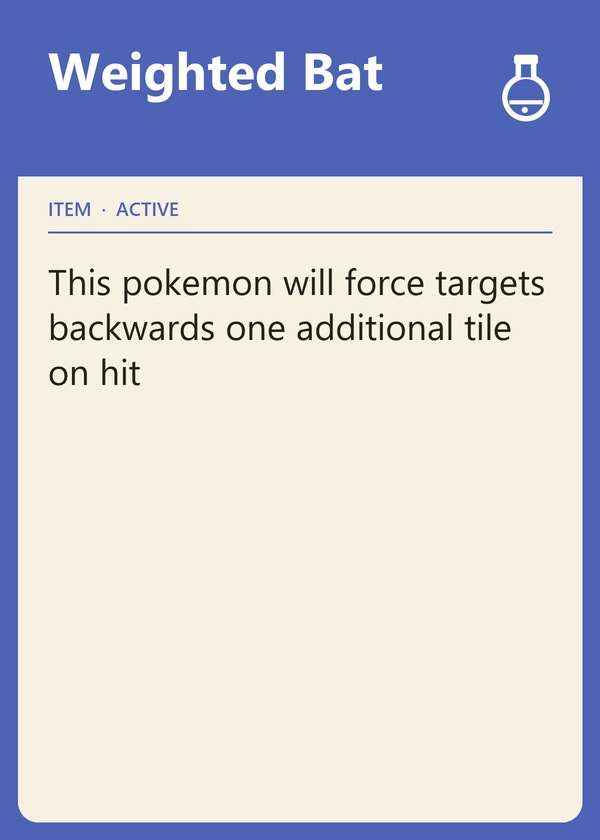 Weighted Bat
ITEM · ACTIVE
This pokemon will force targets
backwards one additional tile
on hit